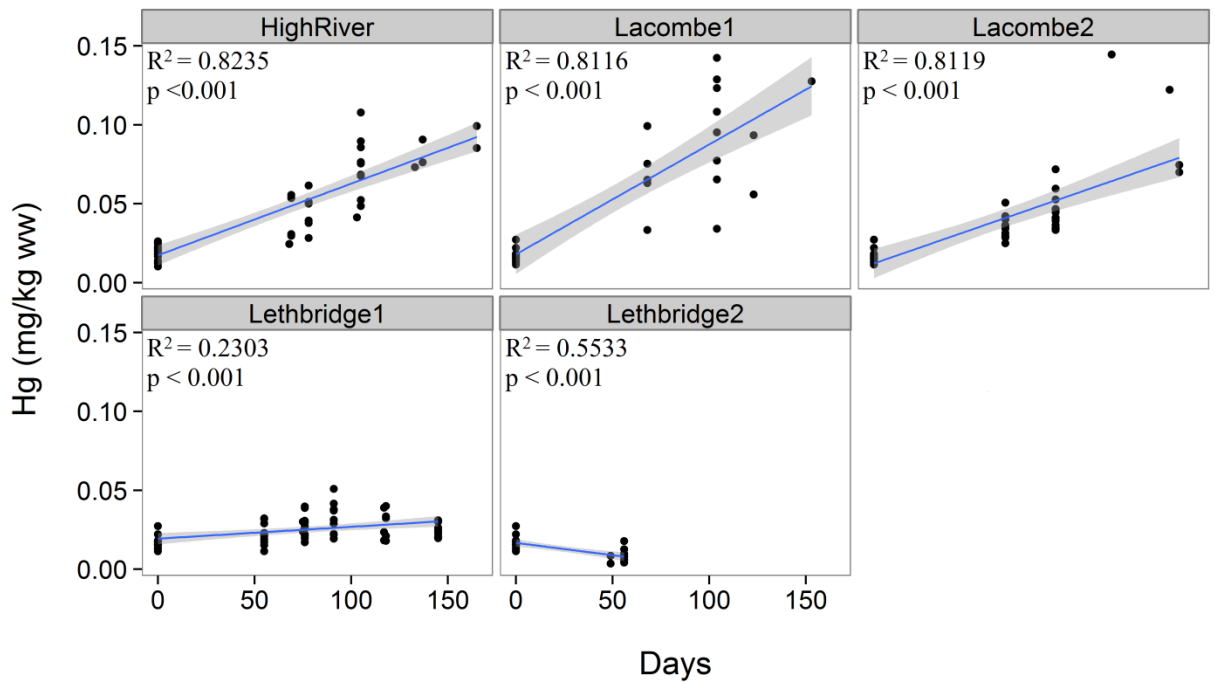 HighRiver
Lacombe1
Lacombe2
0.15
R² = 0.8235
p <0.001
R² = 0.8116
p < 0.001
R² = 0.8119
p < 0.001
0.10
0.05
0.00
Hg (mg/kg ww)
Lethbridge1
Lethbridge2
0.15
R² = 0.2303
p < 0.001
R² = 0.5533
p < 0.001
0.10
0.05
0.00
0 50 100 150
0 50 100 150
Days